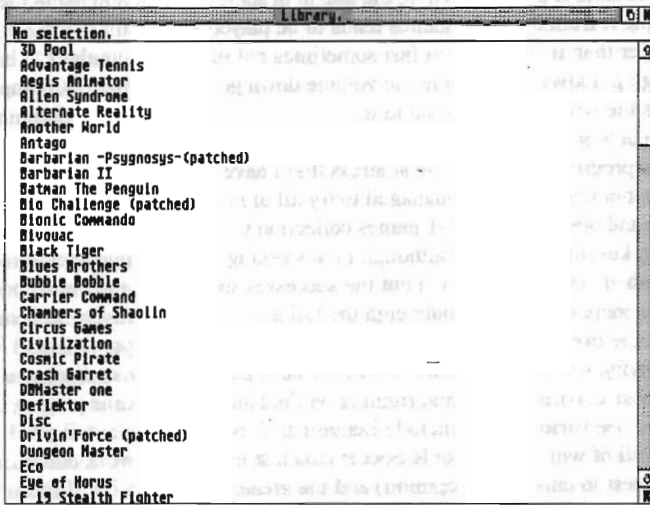 Library.
No selection.
3D Pool
Advantage Tennis
Aegis Animator
Alien Syndrome
Alternate Reality
Another World
Antago
Barbarian -Psygnosys-(patched)
Barbarian II
Batman The Penguin
Bio Challenge (patched)
Bionic Commando
Bivouac
Black Tiger
Blues Brothers
Bubble Bobble
Carrier Command
Chambers of Shaolin
Circus Games
Civilization
Cosmic Pirate
Crash Garret
DBMaster one
Deflektor
Disc
Drivin'Force (patched)
Dungeon Master
Eco
Eye of Horus
F 19 Stealth Fighter